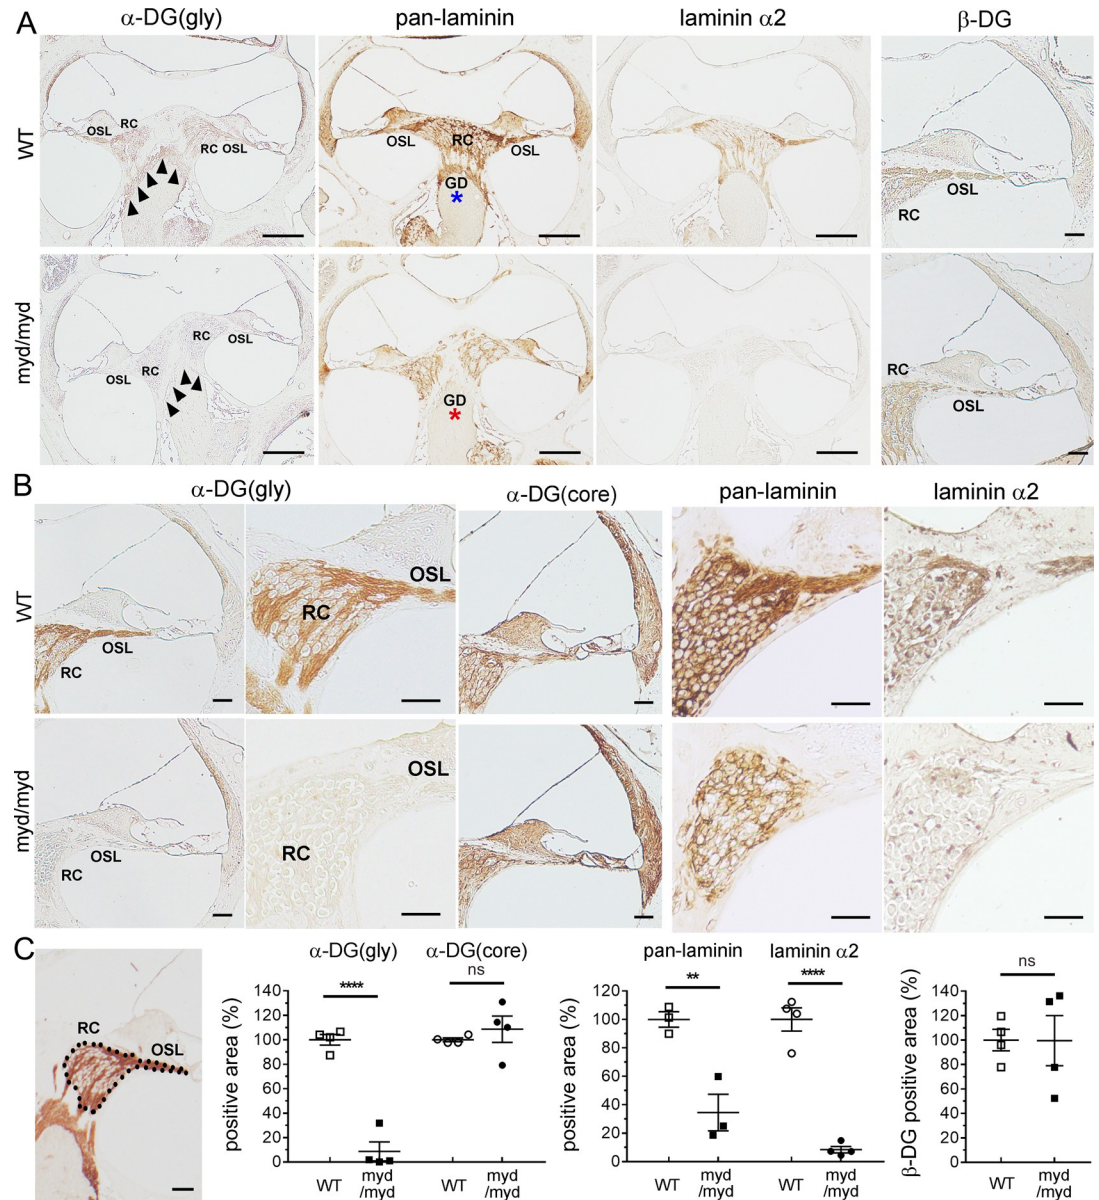 A
α-DG(gly) pan-laminin laminin α2 β-DG
WT
OSL RC RC OSL
OSL RC OSL
GD
*
RC OSL
myd/myd
OSL RC RC OSL
GD
*
RC OSL
B
α-DG(gly) α-DG(core) pan-laminin laminin α2
WT
RC OSL
RC OSL
myd/myd
RC OSL
RC OSL
C
RC OSL
α-DG(gly) α-DG(core)
**** ns
positive area (%)
140
120
100
80
60
40
20
0
WT myd/myd WT myd/myd
pan-laminin laminin α2
** ****
positive area (%)
120
100
80
60
40
20
0
WT myd/myd WT myd/myd
ns
β-DG positive area (%)
140
120
100
80
60
40
20
0
WT myd/myd